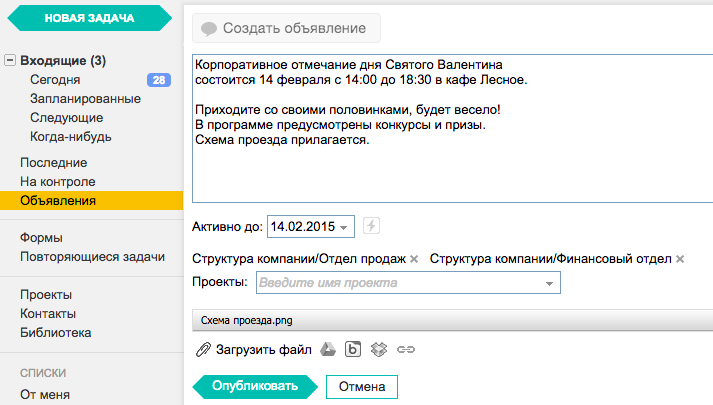 НОВАЯ ЗАДАЧА
Входящие (3)
Сегодня 28
Запланированные
Следующие
Когда-нибудь
Последние
На контроле
Объявления
Формы
Повторяющиеся задачи
Проекты
Контакты
Библиотека
СПИСКИ
От меня
Создать объявление
Корпоративное отмечание дня Святого Валентина
состоится 14 февраля с 14:00 до 18:30 в кафе Лесное.
Приходите со своими половинками, будет весело!
В программе предусмотрены конкурсы и призы.
Схема проезда прилагается.
Активно до: 14.02.2015
Структура компании/Отдел продаж Структура компании/Финансовый отдел
Проекты: Введите имя проекта
Схема проезда.png
Загрузить файл b
Опубликовать Отмена